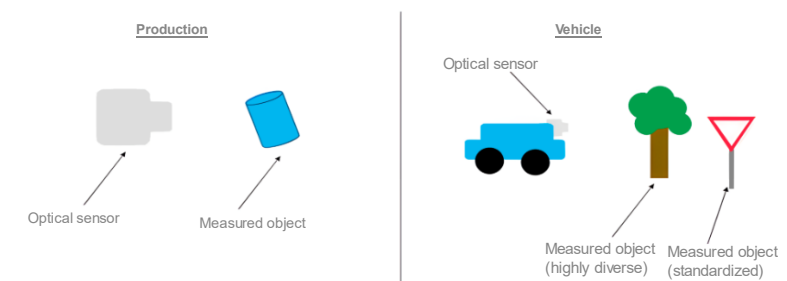 Production
Optical sensor
Measured object
Vehicle
Optical sensor
Measured object
(highly diverse)
Measured object
(standardized)